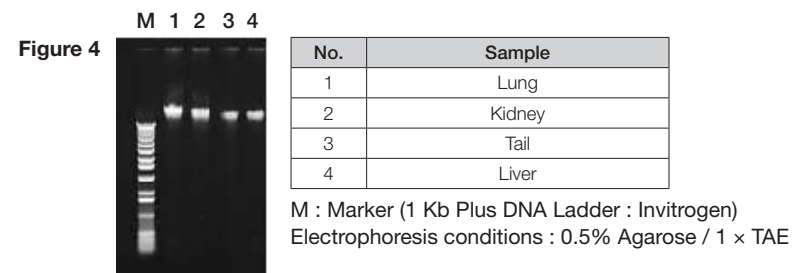 M 1 2 3 4
Figure 4
No. Sample
1 Lung
2 Kidney
3 Tail
4 Liver
M : Marker (1 Kb Plus DNA Ladder : Invitrogen)
Electrophoresis conditions : 0.5% Agarose / 1 × TAE